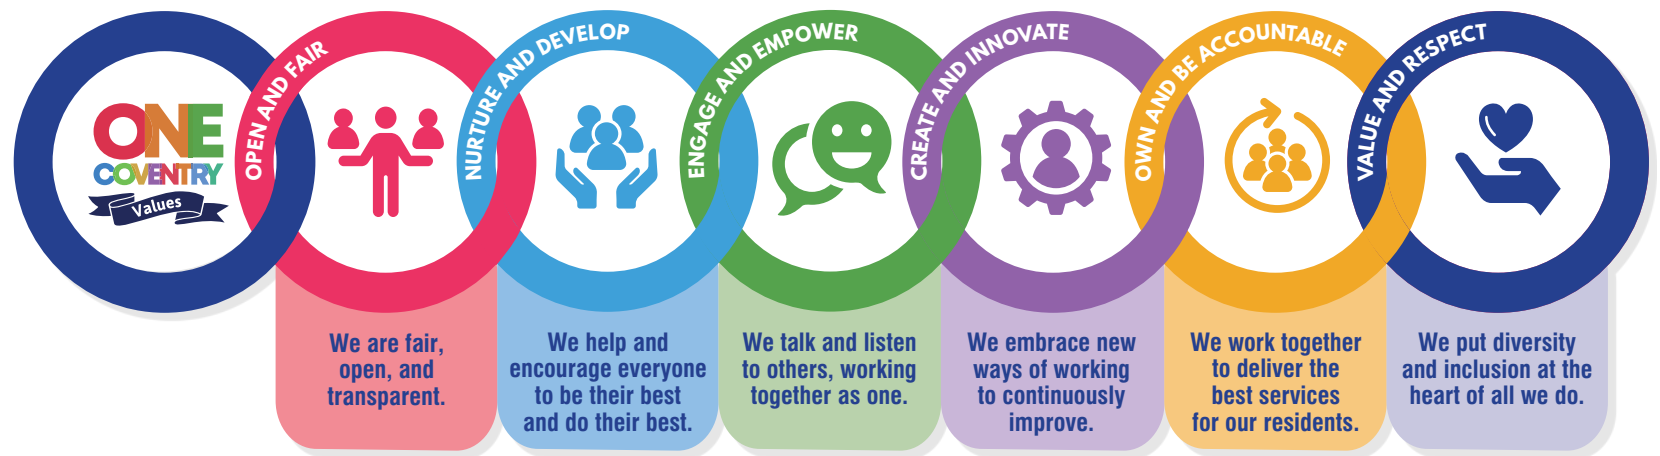 ONE
COVENTRY
Values
OPEN AND FAIR
We are fair,
open, and
transparent.
NURTURE AND DEVELOP
We help and
encourage everyone
to be their best
and do their best.
ENGAGE AND EMPOWER
We talk and listen
to others, working
together as one.
CREATE AND INNOVATE
We embrace new
ways of working
to continuously
improve.
OWN AND BE ACCOUNTABLE
We work together
to deliver the
best services
for our residents.
VALUE AND RESPECT
We put diversity
and inclusion at the
heart of all we do.